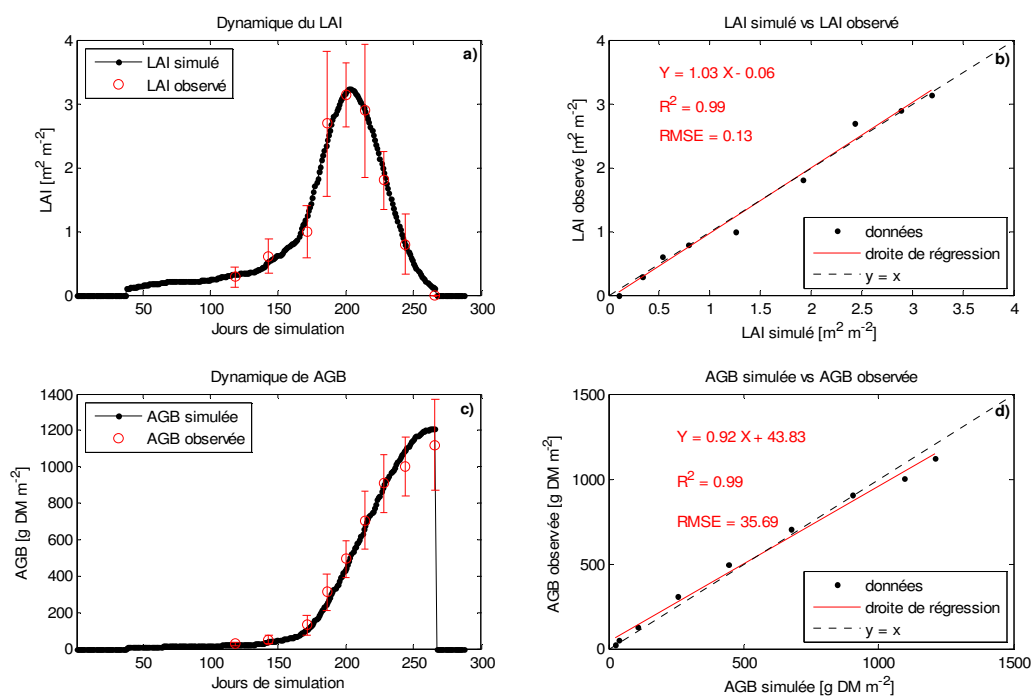 Dynamique du LAI
a)
LAI simulé
LAI observé
LAI [m² m⁻²]
0
1
2
3
4
50
100
150
200
250
300
Jours de simulation
LAI simulé vs LAI observé
b)
Y = 1.03 X - 0.06
R² = 0.99
RMSE = 0.13
données
droite de régression
y = x
LAI observé [m² m⁻²]
0
1
2
3
4
0
0.5
1
1.5
2
2.5
3
3.5
4
LAI simulé [m² m⁻²]
Dynamique de AGB
c)
AGB simulée
AGB observée
AGB [g DM m⁻²]
0
200
400
600
800
1000
1200
1400
50
100
150
200
250
300
Jours de simulation
AGB simulée vs AGB observée
d)
Y = 0.92 X + 43.83
R² = 0.99
RMSE = 35.69
données
droite de régression
y = x
AGB observée [g DM m⁻²]
0
500
1000
1500
0
500
1000
1500
AGB simulée [g DM m⁻²]